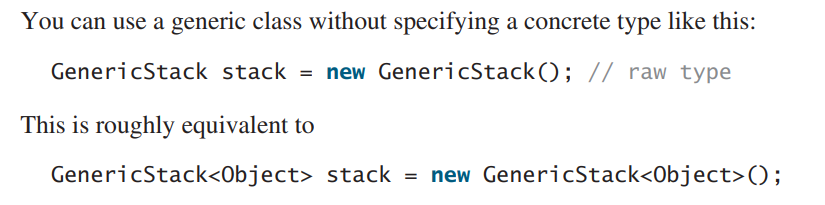 You can use a generic class without specifying a concrete type like this:
GenericStack stack = new GenericStack(); // raw type
This is roughly equivalent to
GenericStack<Object> stack = new GenericStack<Object>();